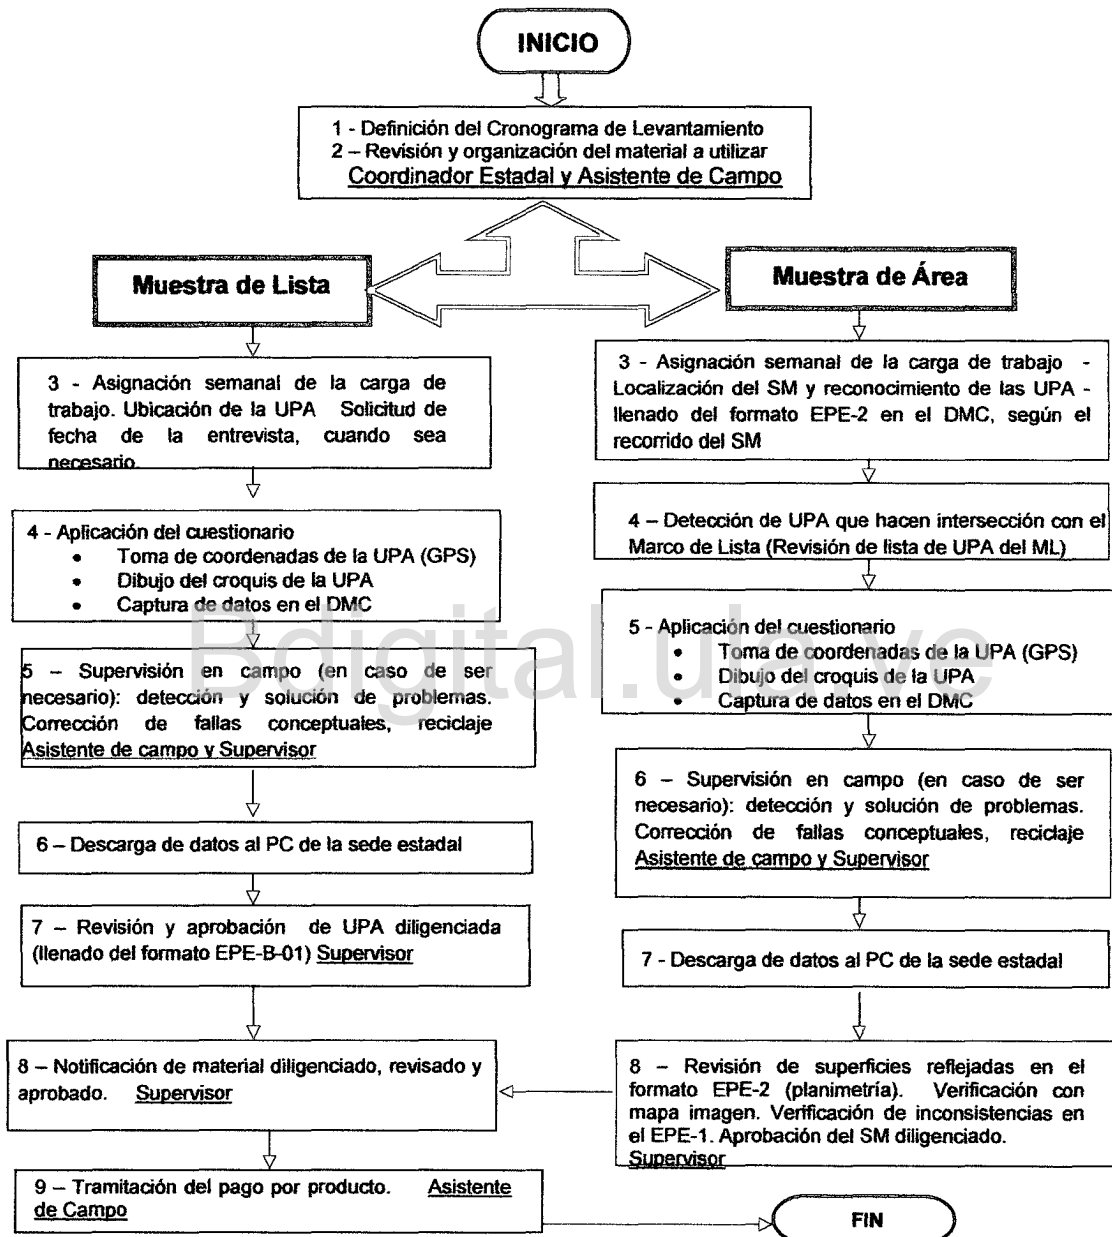 INICIO
1 - Definición del Cronograma de Levantamiento
2 – Revisión y organización del material a utilizar
Coordinador Estadal y Asistente de Campo
Muestra de Lista
3 - Asignación semanal de la carga de
trabajo. Ubicación de la UPA Solicitud de
fecha de la entrevista, cuando sea
necesario.
4 - Aplicación del cuestionario
• Toma de coordenadas de la UPA (GPS)
• Dibujo del croquis de la UPA
• Captura de datos en el DMC
5 – Supervisión en campo (en caso de ser
necesario): detección y solución de problemas.
Corrección de fallas conceptuales, reciclaje
Asistente de campo y Supervisor
6 – Descarga de datos al PC de la sede estadal
7 – Revisión y aprobación de UPA diligenciada
(llenado del formato EPE-B-01) Supervisor
8 – Notificación de material diligenciado, revisado y
aprobado. Supervisor
9 – Tramitación del pago por producto. Asistente
de Campo
Muestra de Área
3 - Asignación semanal de la carga de trabajo -
Localización del SM y reconocimiento de las UPA -
llenado del formato EPE-2 en el DMC, según el
recorrido del SM
4 – Detección de UPA que hacen intersección con el
Marco de Lista (Revisión de lista de UPA del ML)
5 - Aplicación del cuestionario
• Toma de coordenadas de la UPA (GPS)
• Dibujo del croquis de la UPA
• Captura de datos en el DMC
6 – Supervisión en campo (en caso de ser
necesario): detección y solución de problemas.
Corrección de fallas conceptuales, reciclaje
Asistente de campo y Supervisor
7 - Descarga de datos al PC de la sede estadal
8 – Revisión de superficies reflejadas en el
formato EPE-2 (planimetría). Verificación con
mapa imagen. Verificación de inconsistencias en
el EPE-1. Aprobación del SM diligenciado.
Supervisor
FIN
Bdigital.ula.ve